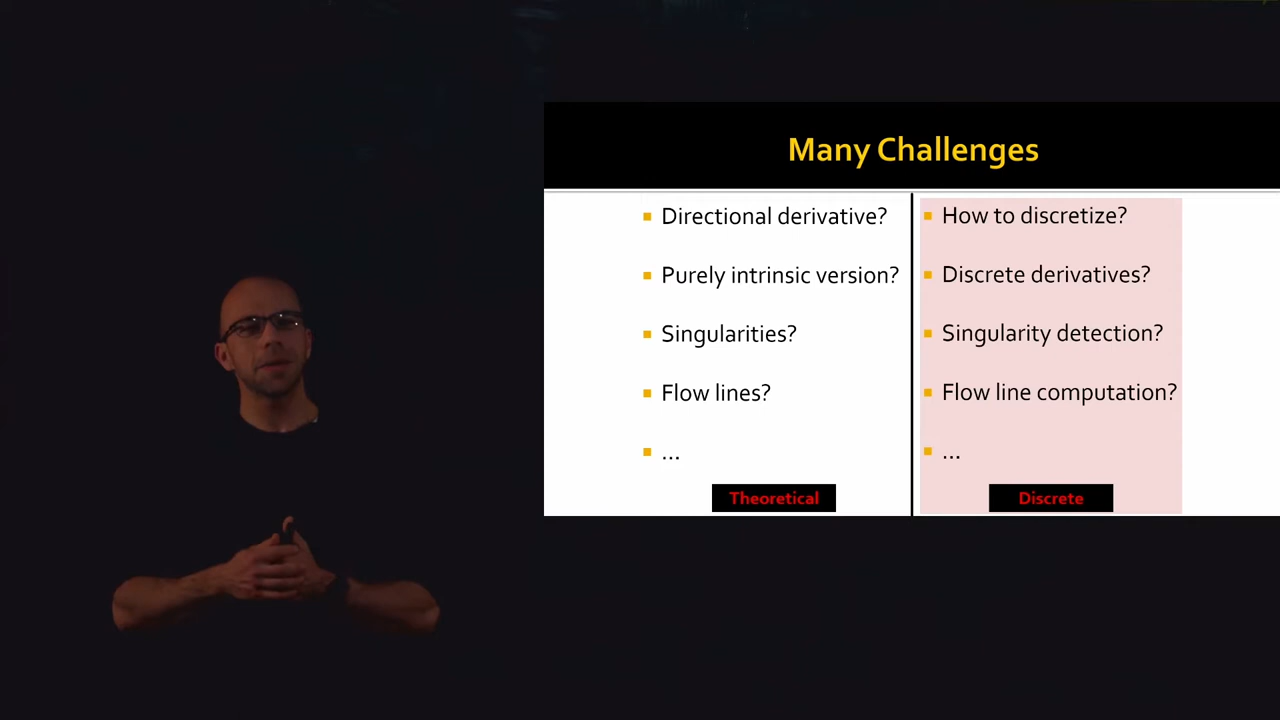 Many Challenges
Directional derivative?
Purely intrinsic version?
Singularities?
Flow lines?
...
Theoretical
How to discretize?
Discrete derivatives?
Singularity detection?
Flow line computation?
...
Discrete